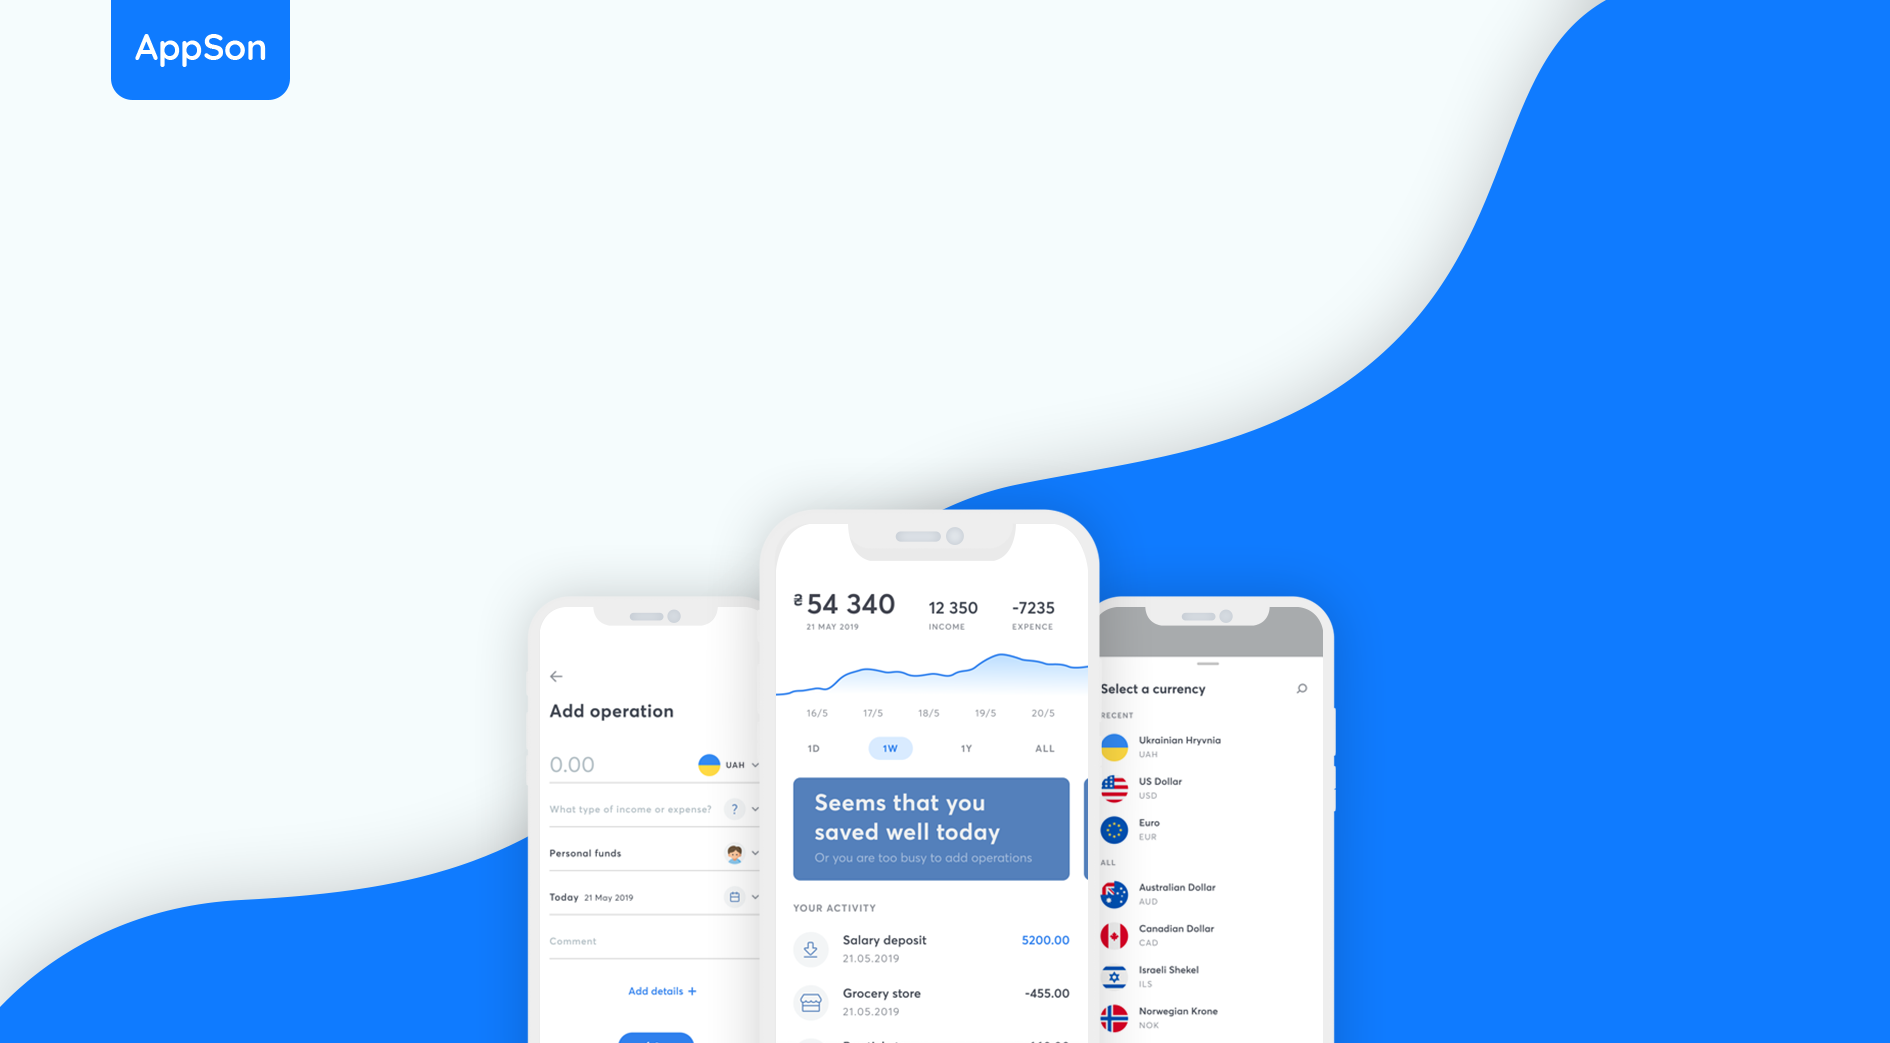 AppSon
Add operation
0.00
UAH
What type of income or expense?
?
Personal funds
Today 21 May 2019
Comment
Add details +
₴ 54 340
21 MAY 2019
12 350
INCOME
-7235
EXPENCE
16/5 17/5 18/5 19/5 20/5
1D 1W 1Y ALL
Seems that you
saved well today
Or you are too busy to add operations
YOUR ACTIVITY
Salary deposit 5200.00
21.05.2019
Grocery store -455.00
21.05.2019
Select a currency
RECENT
Ukrainian Hryvnia
UAH
US Dollar
USD
Euro
EUR
ALL
Australian Dollar
AUD
Canadian Dollar
CAD
Israeli Shekel
ILS
Norwegian Krone
NOK